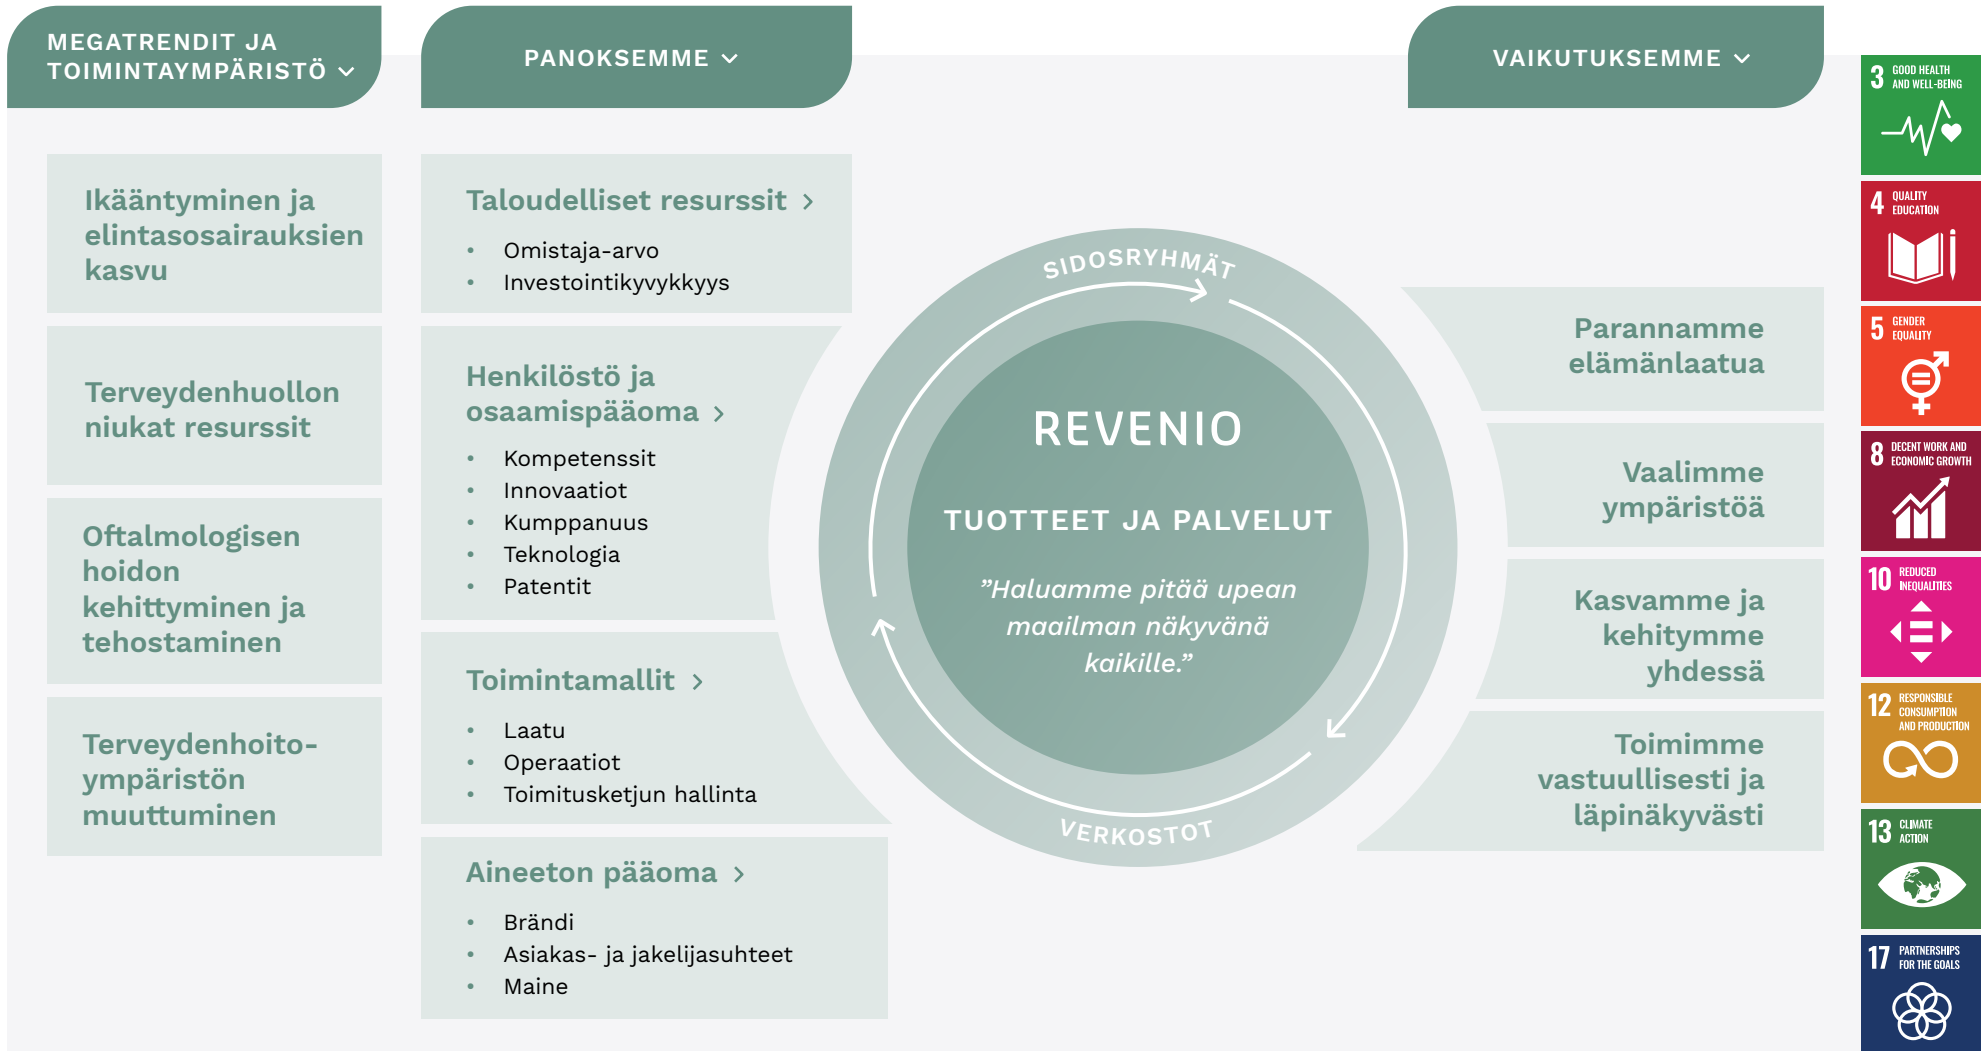 MEGATRENDIT JA
TOIMINTAYMPÄRISTÖ
Ikääntyminen ja
elintasosairauksien
kasvu
Terveydenhuollon
niukat resurssit
Oftalmologisen
hoidon
kehittyminen ja
tehostaminen
Terveydenhoito-
ympäristön
muuttuminen
PANOKSEMME
Taloudelliset resurssit
• Omistaja-arvo
• Investointikyvykkyys
Henkilöstö ja
osaamispääoma
• Kompetenssit
• Innovaatiot
• Kumppanuus
• Teknologia
• Patentit
Toimintamallit
• Laatu
• Operaatiot
• Toimitusketjun hallinta
Aineeton pääoma
• Brändi
• Asiakas- ja jakelijasuhteet
• Maine
SIDOSRYHMÄT
REVENIO
TUOTTEET JA PALVELUT
”Haluamme pitää upean
maailman näkyvänä
kaikille.”
VERKOSTOT
VAIKUTUKSEMME
Parannamme
elämänlaatua
Vaalimme
ympäristöä
Kasvamme ja
kehitymme
yhdessä
Toimimme
vastuullisesti ja
läpinäkyvästi
3 GOOD HEALTH
AND WELL-BEING
4 QUALITY
EDUCATION
5 GENDER
EQUALITY
8 DECENT WORK AND
ECONOMIC GROWTH
10 REDUCED
INEQUALITIES
12 RESPONSIBLE
CONSUMPTION
AND PRODUCTION
13 CLIMATE
ACTION
17 PARTNERSHIPS
FOR THE GOALS